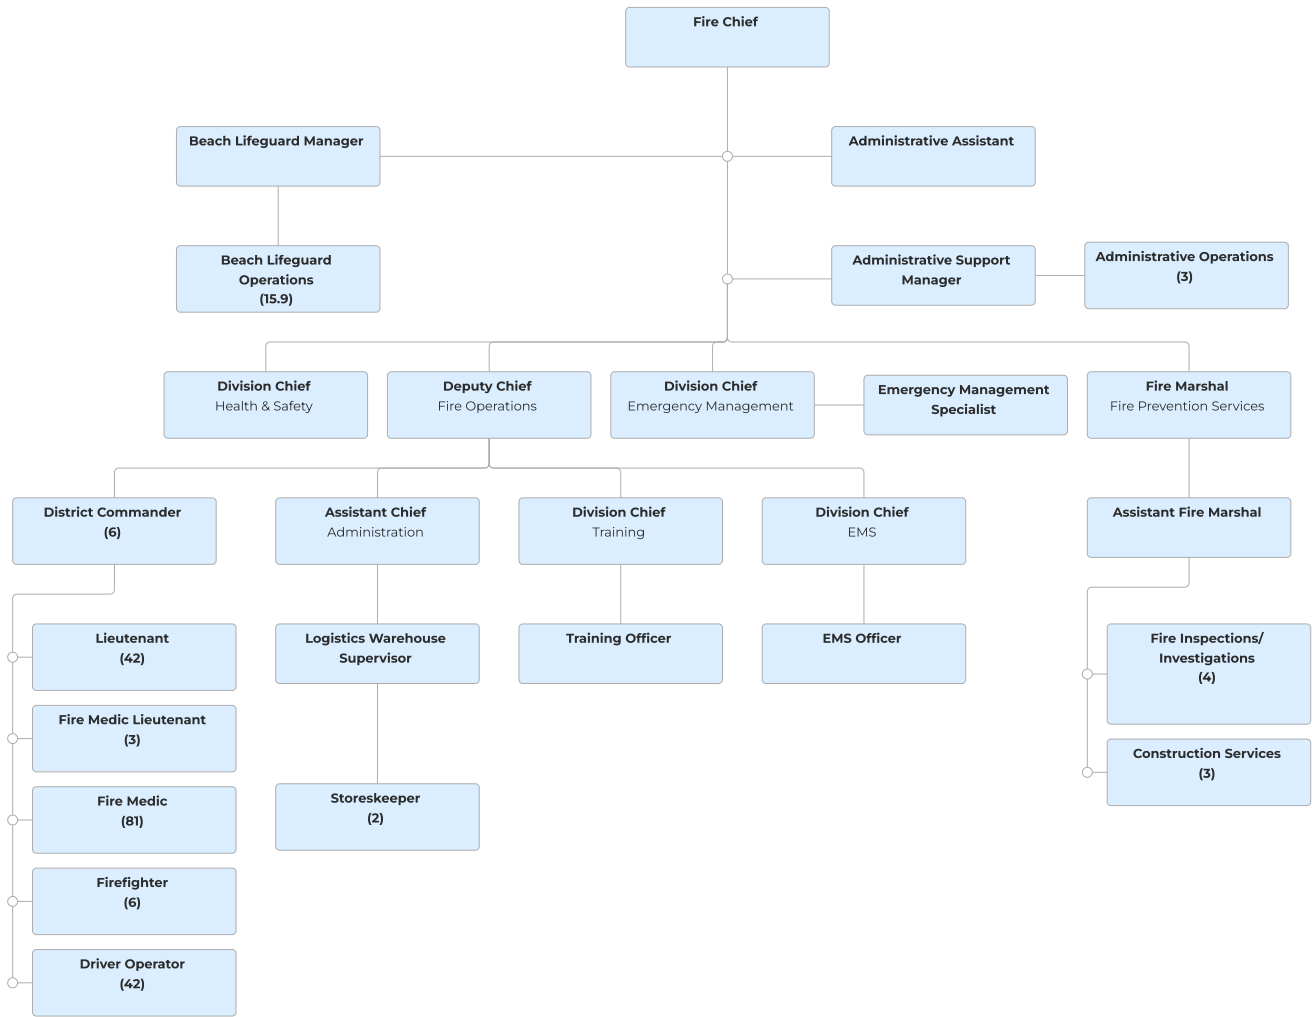 Fire Chief
Beach Lifeguard Manager
Administrative Assistant
Beach Lifeguard
Operations
(15.9)
Administrative Support
Manager
Administrative Operations
(3)
Division Chief
Health & Safety
Deputy Chief
Fire Operations
Division Chief
Emergency Management
Emergency Management
Specialist
Fire Marshal
Fire Prevention Services
District Commander
(6)
Assistant Chief
Administration
Division Chief
Training
Division Chief
EMS
Assistant Fire Marshal
Lieutenant
(42)
Logistics Warehouse
Supervisor
Training Officer
EMS Officer
Fire Inspections/
Investigations
(4)
Fire Medic Lieutenant
(3)
Construction Services
(3)
Fire Medic
(81)
Storeskeeper
(2)
Firefighter
(6)
Driver Operator
(42)